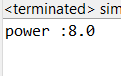 <terminated> sim
power :8.0